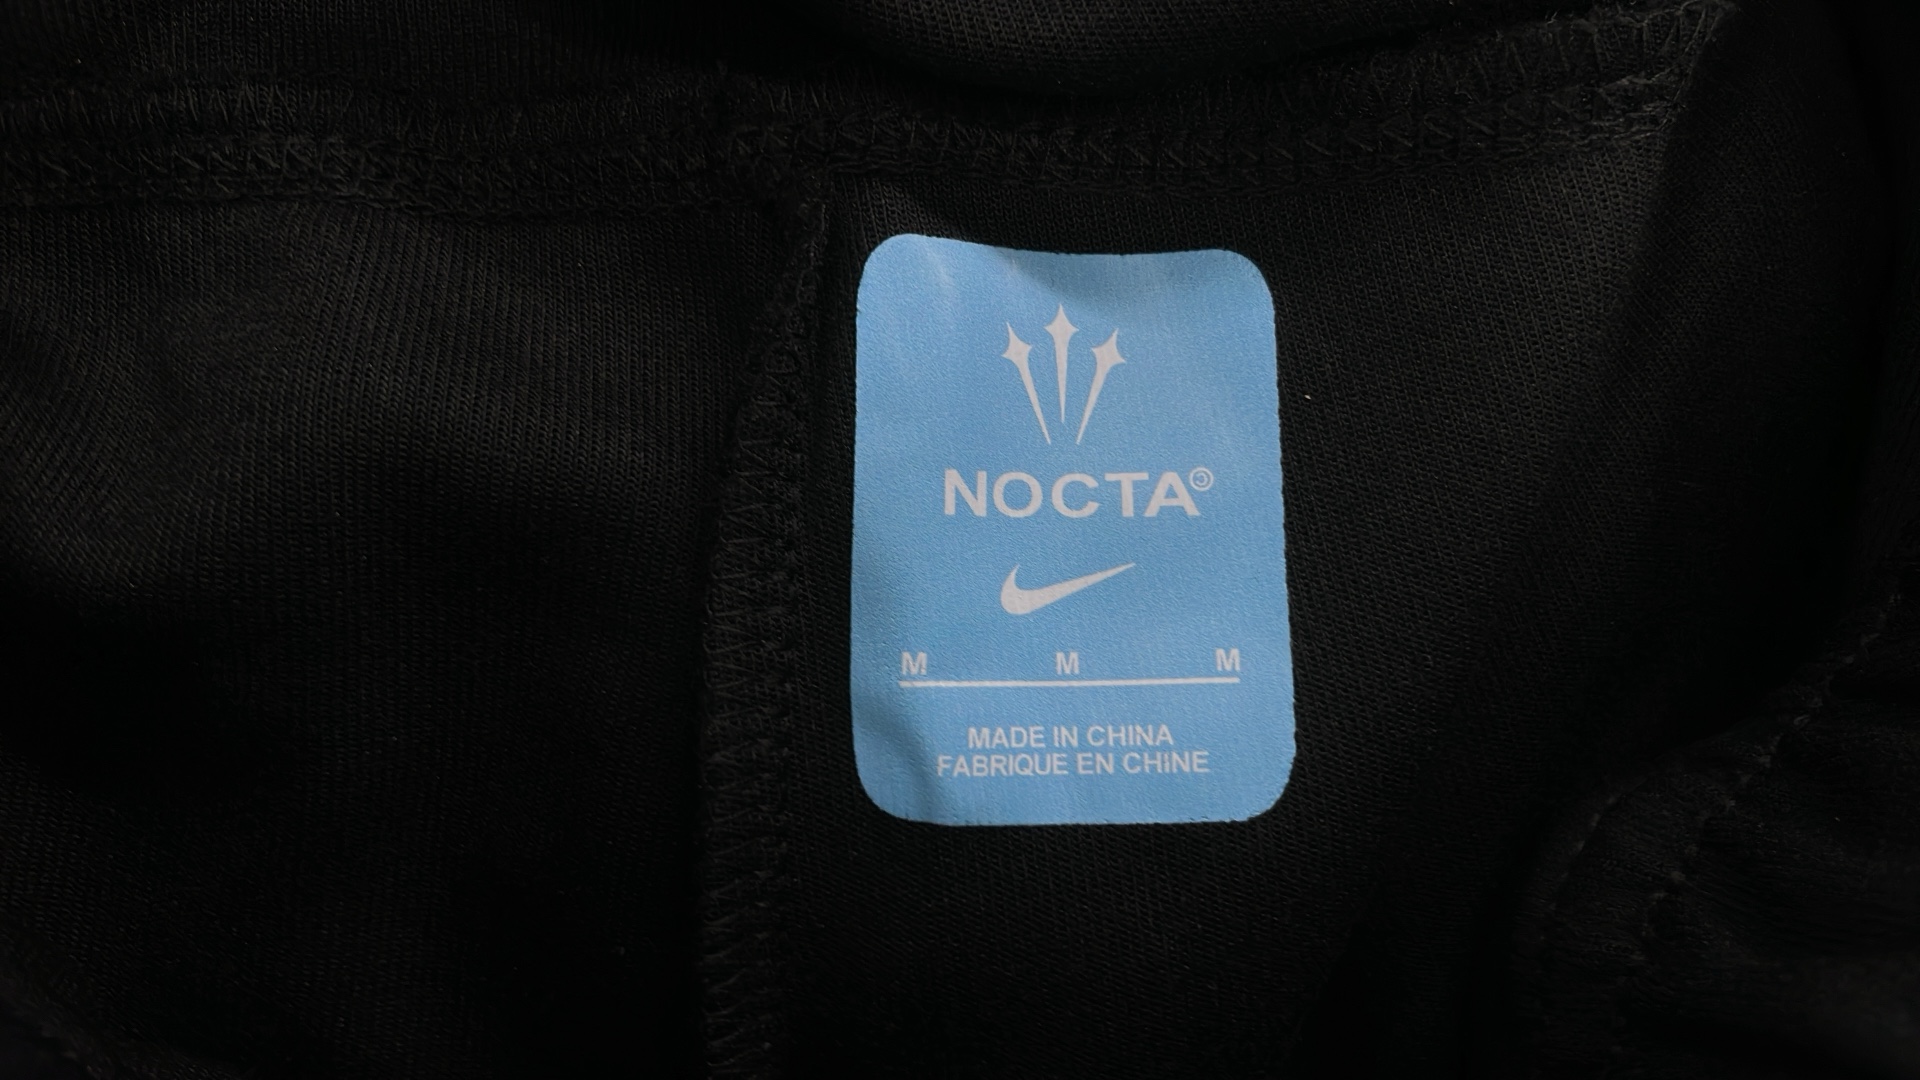 NOCTA©
M M M
MADE IN CHINA
FABRIQUE EN CHINE